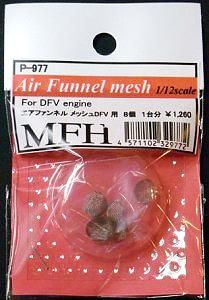 P-977
Air Funnel mesh 1/12scale
For DFV engine
エアファンネル メッシュDFV 用 8個 1台分 ¥1,260
MFH
4 571102 329772